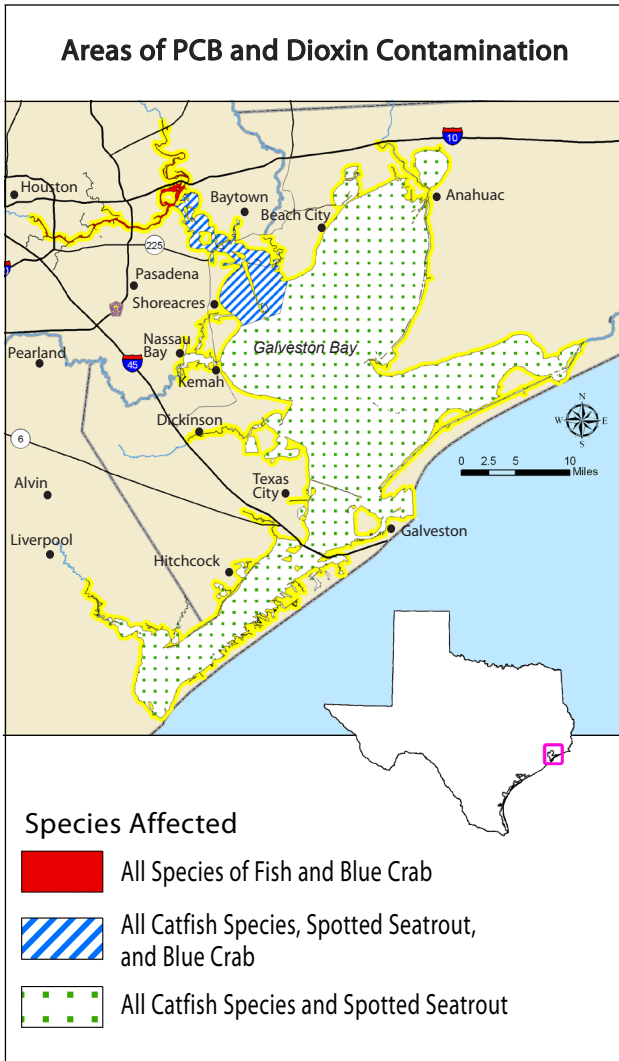 Areas of PCB and Dioxin Contamination
10
Houston
Baytown
Anahuac
Beach City
225
Pasadena
Shoreacres
Nassau
Bay
Galveston Bay
Pearland
45
Kemah
N
W E
S
Dickinson
6
0 2.5 5 10
Miles
Alvin
Texas
City
Galveston
Liverpool
Hitchcock
Species Affected
All Species of Fish and Blue Crab
All Catfish Species, Spotted Seatrout,
and Blue Crab
All Catfish Species and Spotted Seatrout